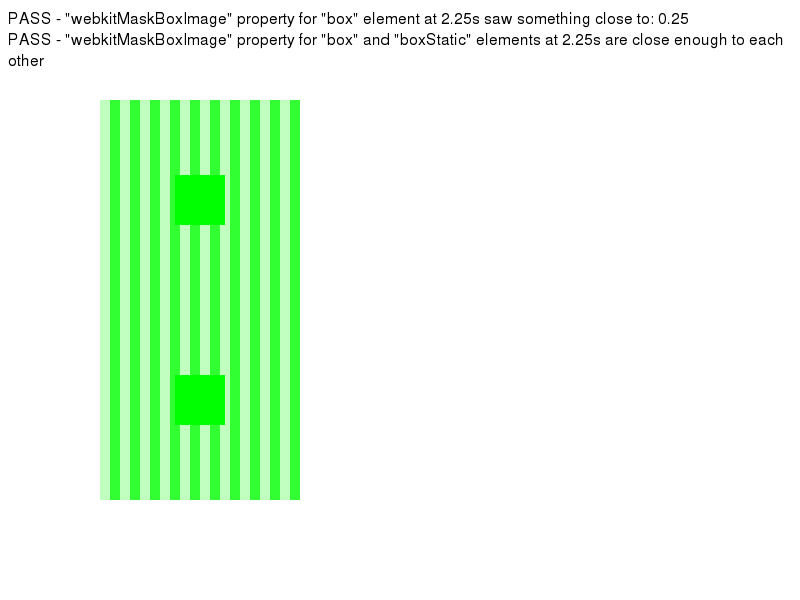 PASS - "webkitMaskBoxImage" property for "box" element at 2.25s saw something close to: 0.25
PASS - "webkitMaskBoxImage" property for "box" and "boxStatic" elements at 2.25s are close enough to each
other